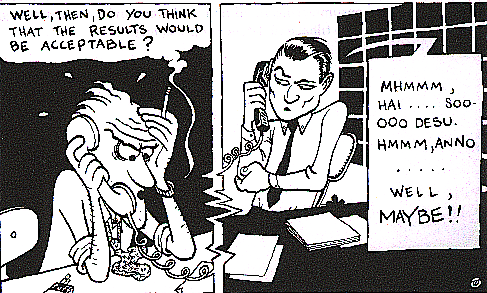 WELL, THEN, DO YOU THINK
THAT THE RESULTS WOULD
BE ACCEPTABLE?
MHMMM,
HAI .... SOO-
OOO DESU.
HMMM, ANNO
.....
WELL,
MAYBE!!